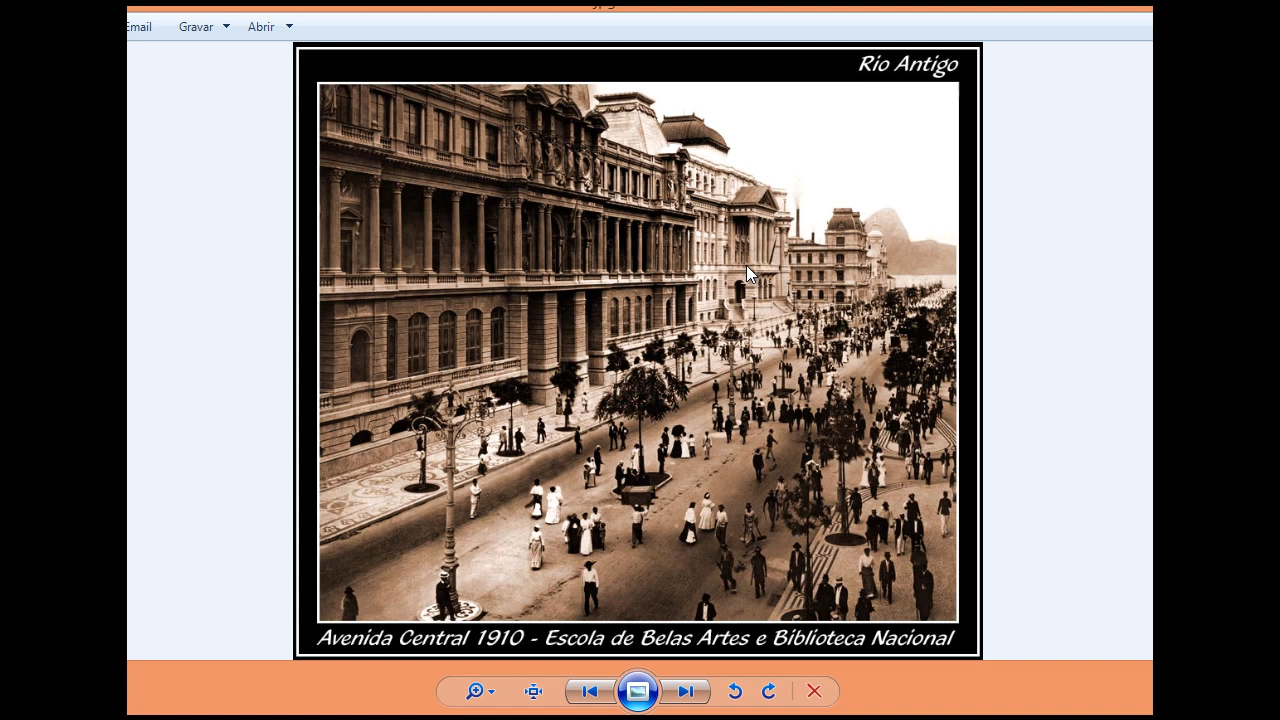 Email Gravar Abrir
Rio Antigo
Avenida Central 1910 - Escola de Belas Artes e Biblioteca Nacional